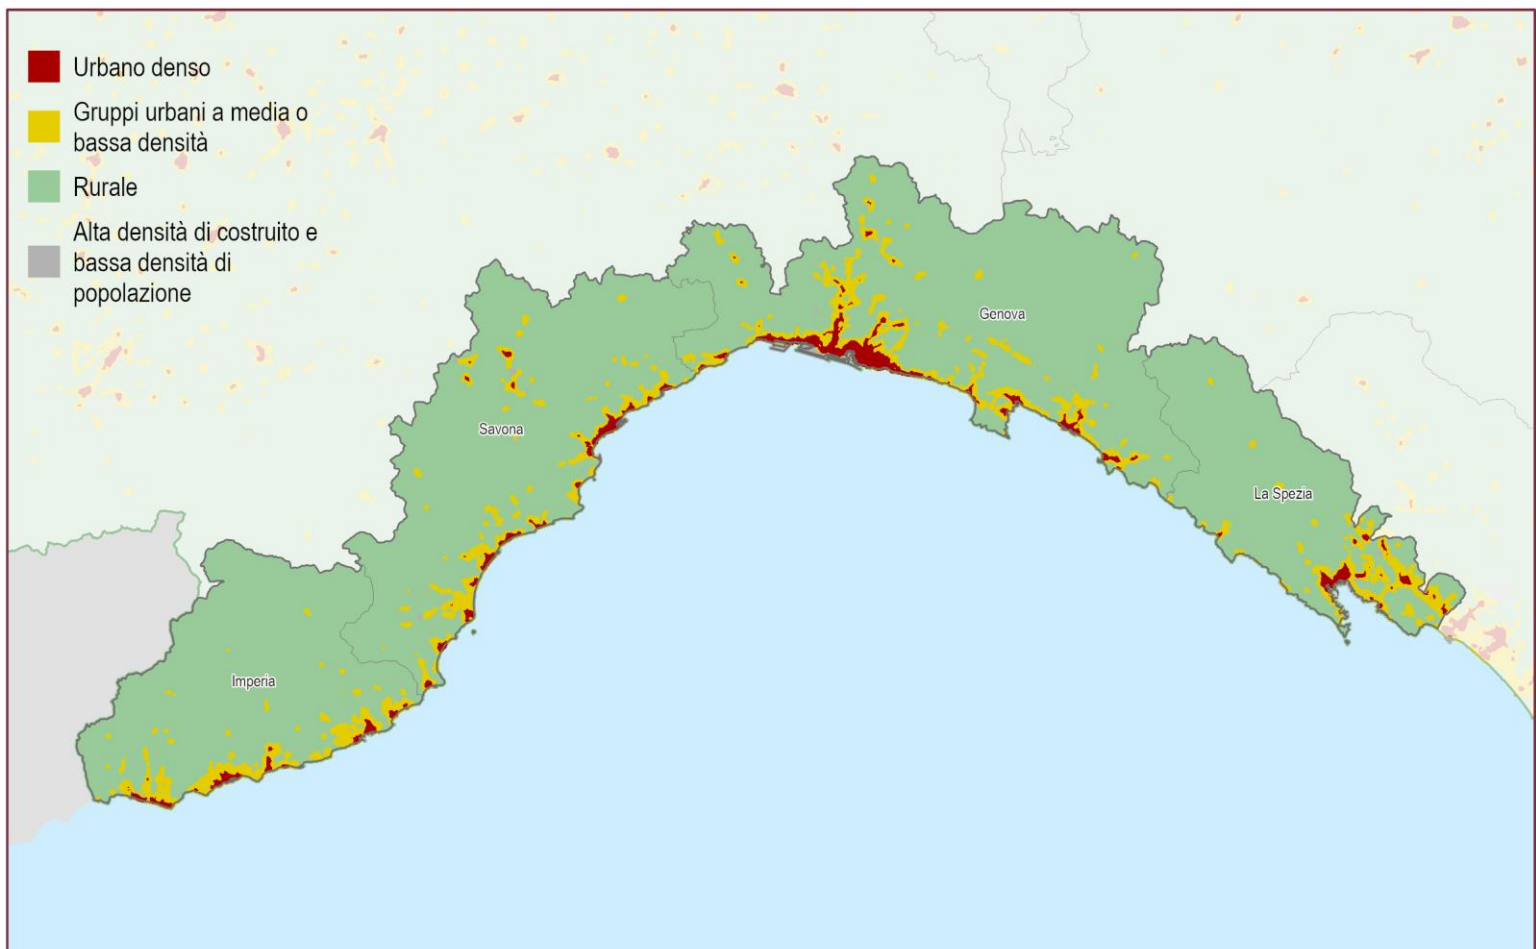 Urbano denso
Gruppi urbani a media o
bassa densità
Rurale
Alta densità di costruito e
bassa densità di
popolazione
Genova
Savona
La Spezia
Imperia